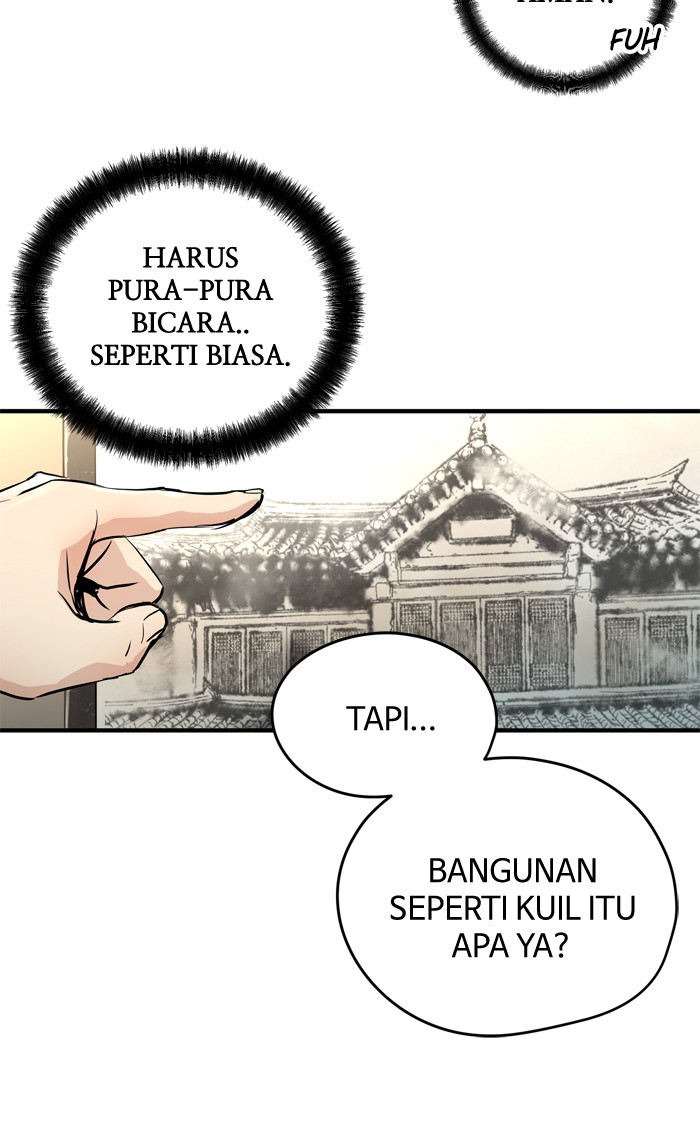 FUH
HARUS
PURA-PURA
BICARA..
SEPERTI BIASA.
TAPI...
BANGUNAN
SEPERTI KUIL ITU
APA YA?